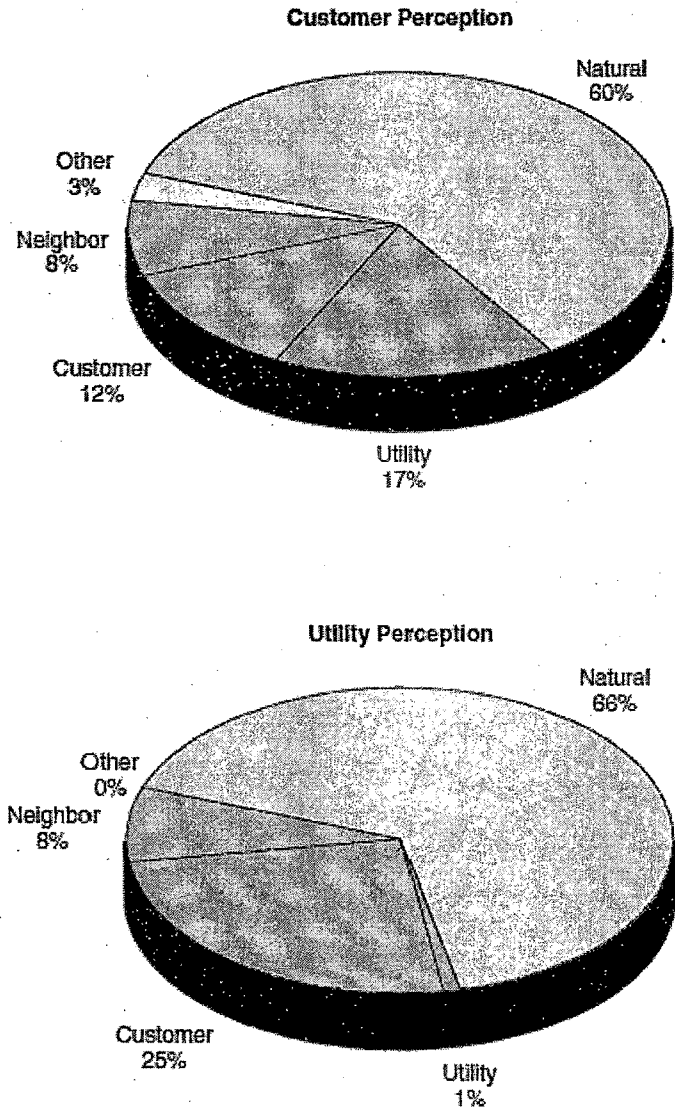 Customer Perception
Natural
60%
Other
3%
Neighbor
8%
Customer
12%
Utility
17%
Utility Perception
Natural
66%
Other
0%
Neighbor
8%
Customer
25%
Utility
1%